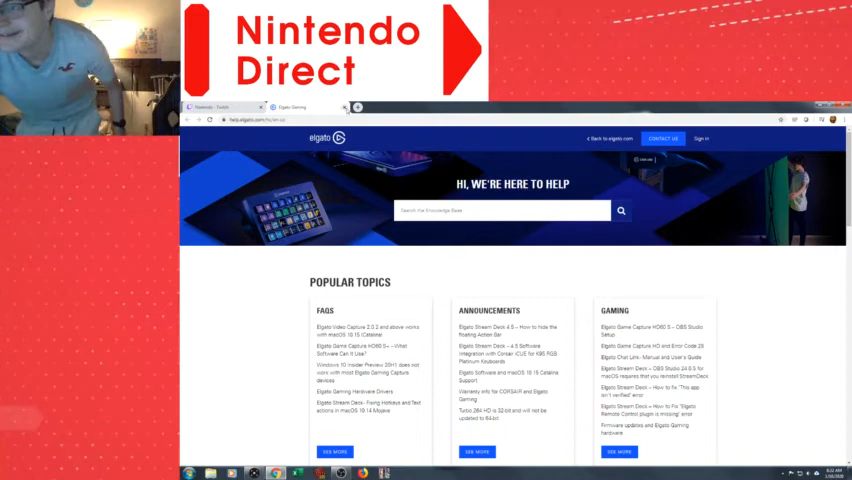 Nintendo
Direct
Nintendo - Twitch
Elgato Gaming
help.elgato.com/hc/en-us
elgato
Back to elgato.com
CONTACT US
Sign in
HI, WE'RE HERE TO HELP
Search the Knowledge Base
POPULAR TOPICS
FAQS
Elgato Video Capture 2.0.2 and above works
with macOS 10.15 (Catalina)
Elgato Game Capture HD60 S+ – What
Software Can It Use?
Windows 10 Insider Preview 20H1 does not
work with most Elgato Gaming Capture
devices
Elgato Gaming Hardware Drivers
Elgato Stream Deck- Fixing Hotkeys and Text
actions in macOS 10.14 Mojave
SEE MORE
ANNOUNCEMENTS
Elgato Stream Deck 4.5 – How to hide the
floating Action Bar
Elgato Stream Deck – 4.5 Software
Integration with Corsair iCUE for K95 RGB
Platinum Keyboards
Elgato Software and macOS 10.15 Catalina
Support
Warranty info for CORSAIR and Elgato
Gaming
Turbo.264 HD is 32-bit and will not be
updated to 64-bit
SEE MORE
GAMING
Elgato Game Capture HD60 S – OBS Studio
Setup
Elgato Game Capture HD and Error Code 28
Elgato Chat Link- Manual and User's Guide
Elgato Stream Deck – OBS Studio 24.0.5 for
macOS requires that you reinstall StreamDeck
Elgato Stream Deck – How to fix "This app
isn't verified" error
Elgato Stream Deck – How to Fix "Elgato
Remote Control plugin is missing" error
Firmware updates and Elgato Gaming
hardware
SEE MORE